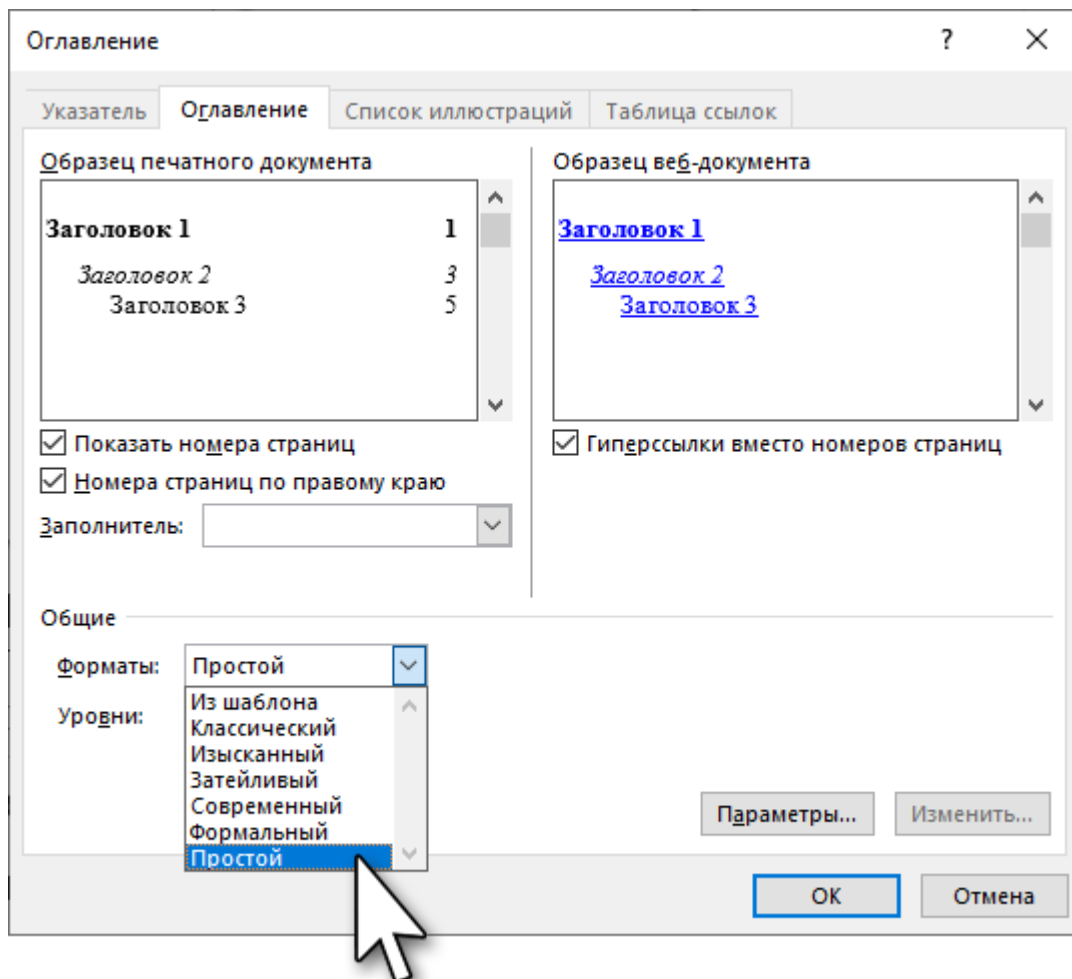 Оглавление ?
Указатель Оглавление Список иллюстраций Таблица ссылок
Образец печатного документа
Заголовок 1 1
Заголовок 2 3
Заголовок 3 5
Показать номера страниц
Номера страниц по правому краю
Заполнитель:
Образец веб-документа
Заголовок 1
Заголовок 2
Заголовок 3
Гиперссылки вместо номеров страниц
Общие
Форматы: Простой
Из шаблона
Классический
Изысканный
Затейливый
Современный
Формальный
Простой
Уровни:
Параметры... Изменить...
ОК Отмена